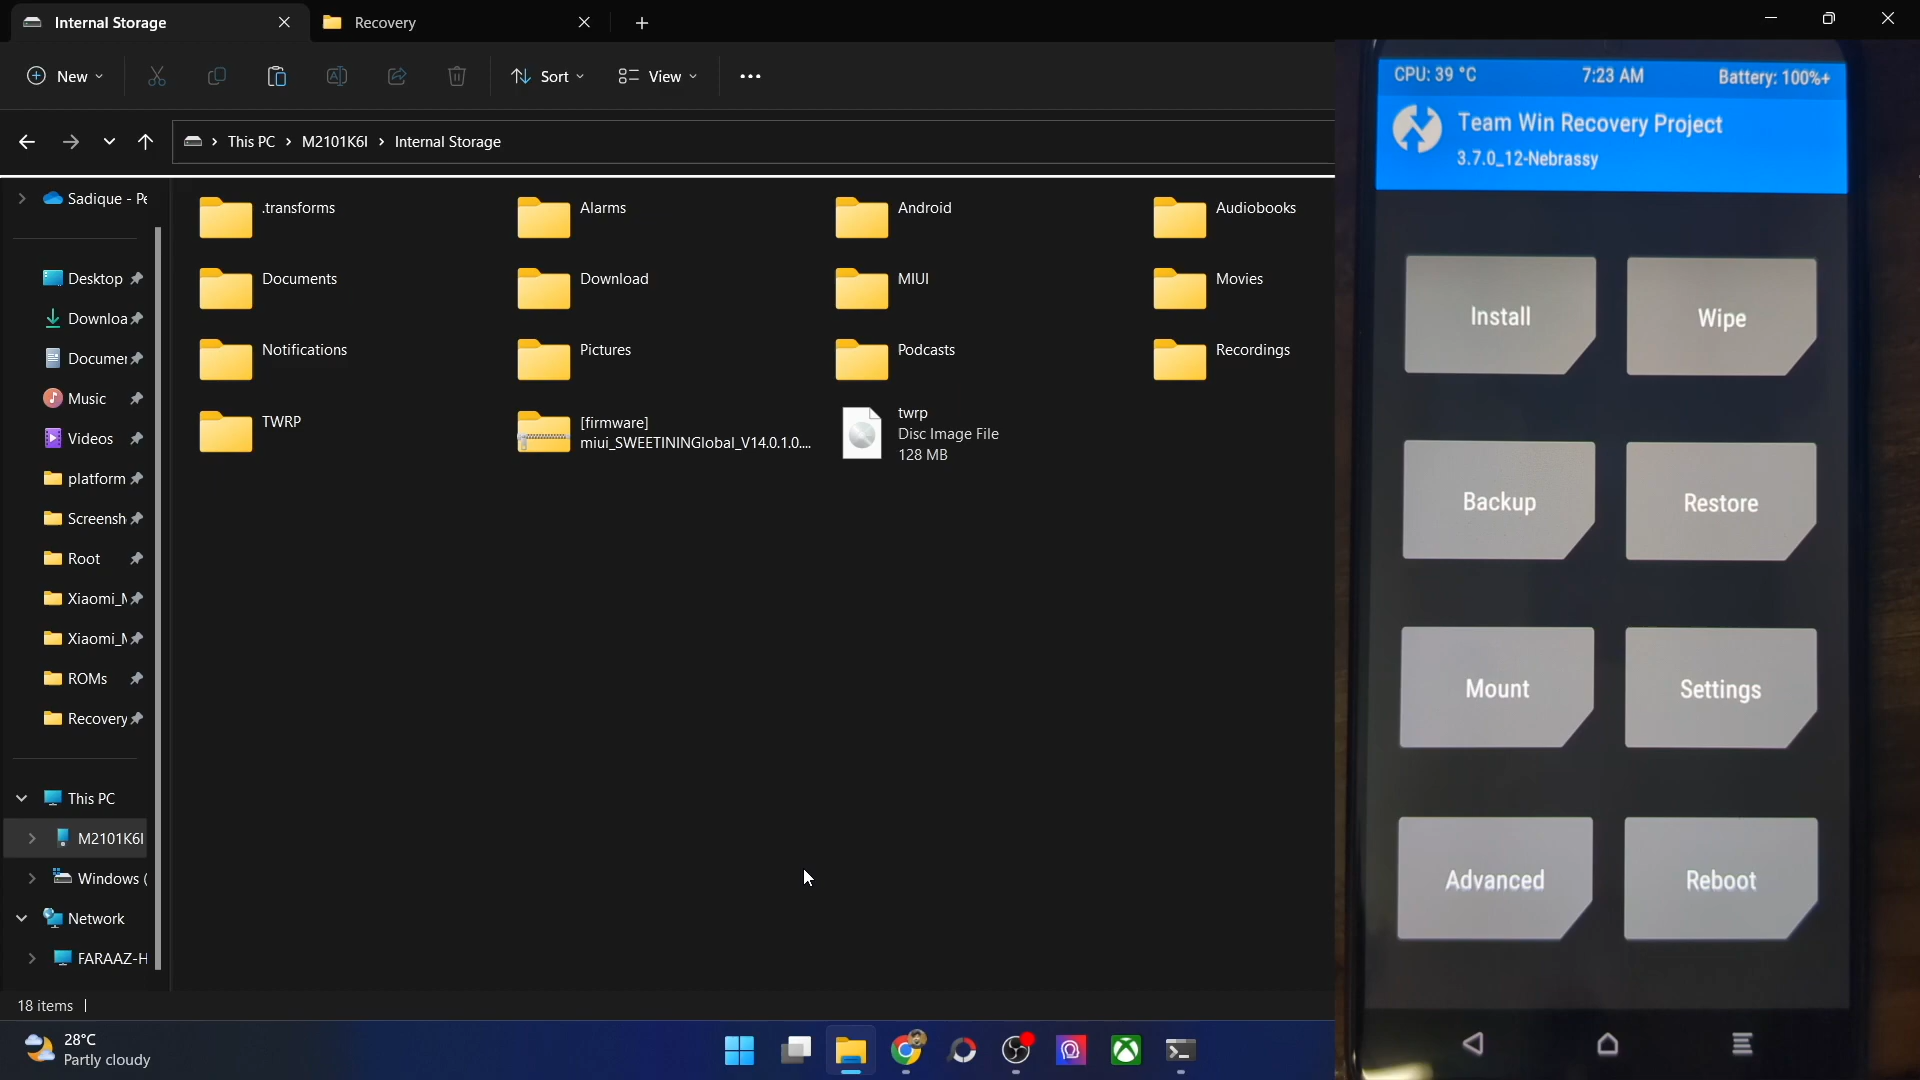 Internal Storage
Recovery
New
Sort
View
This PC
M2101K6I
Internal Storage
Sadique - Pe
Desktop
Downloa
Documer
Music
Videos
platform
Screensh
Root
Xiaomi_M
Xiaomi_M
ROMs
Recovery
This PC
M2101K6I
Windows (
Network
FARAAZ-H
.transforms
Alarms
Android
Audiobooks
Documents
Download
MIUI
Movies
Notifications
Pictures
Podcasts
Recordings
TWRP
[firmware]
miui_SWEETININGlobal_V14.0.1.0....
twrp
Disc Image File
128 MB
18 items
28°C
Partly cloudy
CPU: 39 °C
7:23 AM
Battery: 100%+
Team Win Recovery Project
3.7.0_12-Nebrassy
Install
Wipe
Backup
Restore
Mount
Settings
Advanced
Reboot